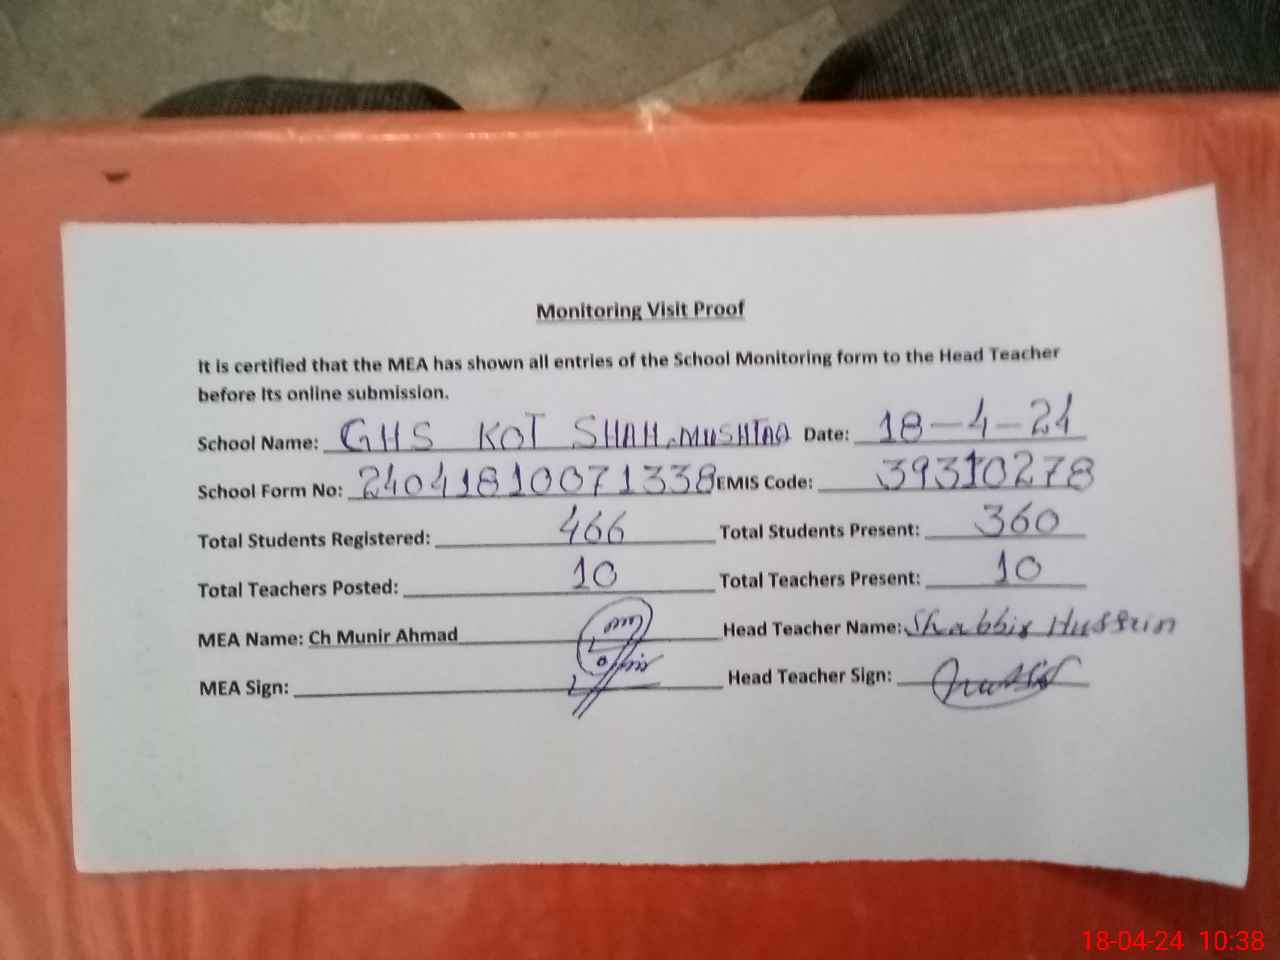 Monitoring Visit Proof
It is certified that the MEA has shown all entries of the School Monitoring form to the Head Teacher
before its online submission.
School Name: GHS KOT SHAH MUSHTAQ Date: 18-4-24
School Form No: 24041810071338 EMIS Code: 39310278
Total Students Registered: 466 Total Students Present: 360
Total Teachers Posted: 10 Total Teachers Present: 10
MEA Name: Ch Munir Ahmad Head Teacher Name: Shabbir Hussain
MEA Sign: Head Teacher Sign:
18-04-24 10:38